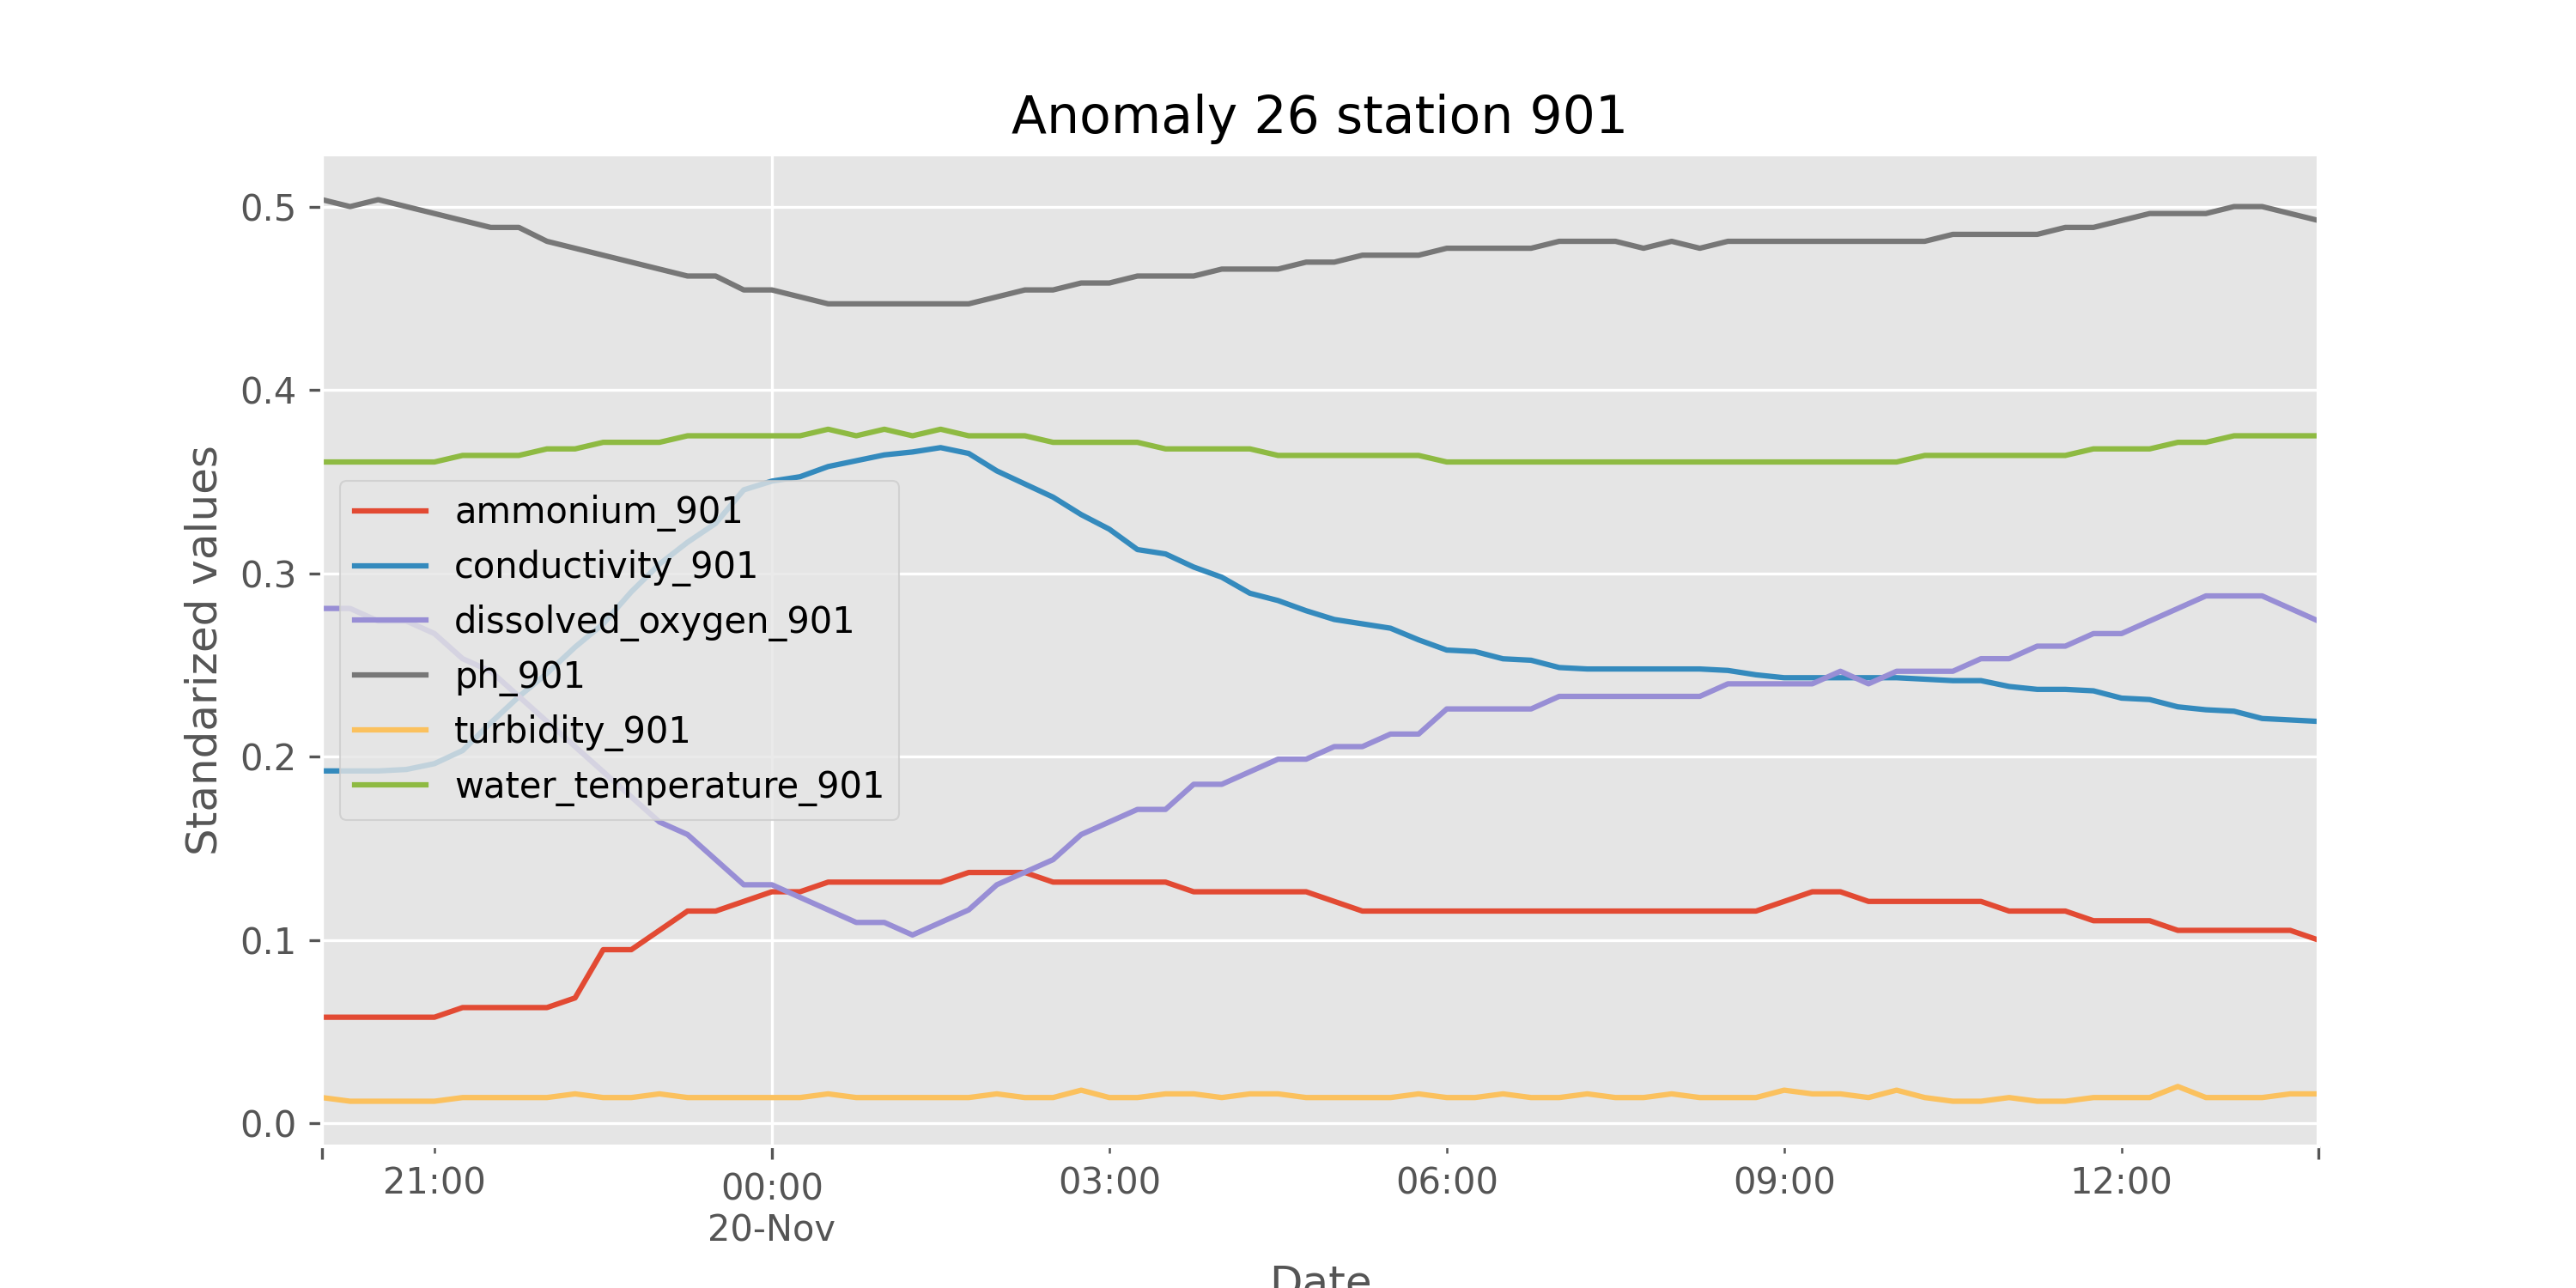 Anomaly 26 station 901
Standarized values
0.5
0.4
0.3
0.2
0.1
0.0
ammonium_901
conductivity_901
dissolved_oxygen_901
ph_901
turbidity_901
water_temperature_901
21:00 00:00 03:00 06:00 09:00 12:00
20-Nov
Date